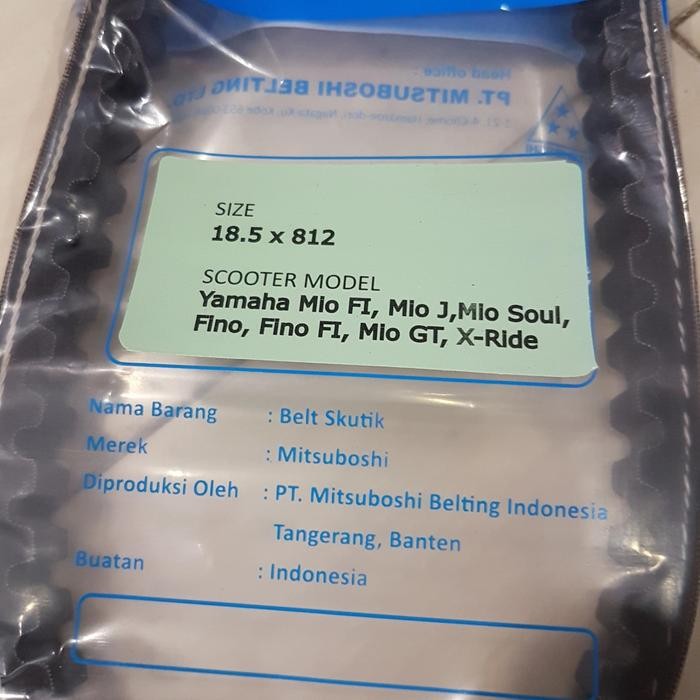 Head office :
PT. MITSUBOSHI BELTING LTD
SIZE
18.5 x 812
SCOOTER MODEL
Yamaha Mio FI, Mio J,Mio Soul,
Fino, Fino FI, Mio GT, X-Ride
Nama Barang : Belt Skutik
Merek : Mitsuboshi
Diproduksi Oleh : PT. Mitsuboshi Belting Indonesia
Tangerang, Banten
Buatan : Indonesia